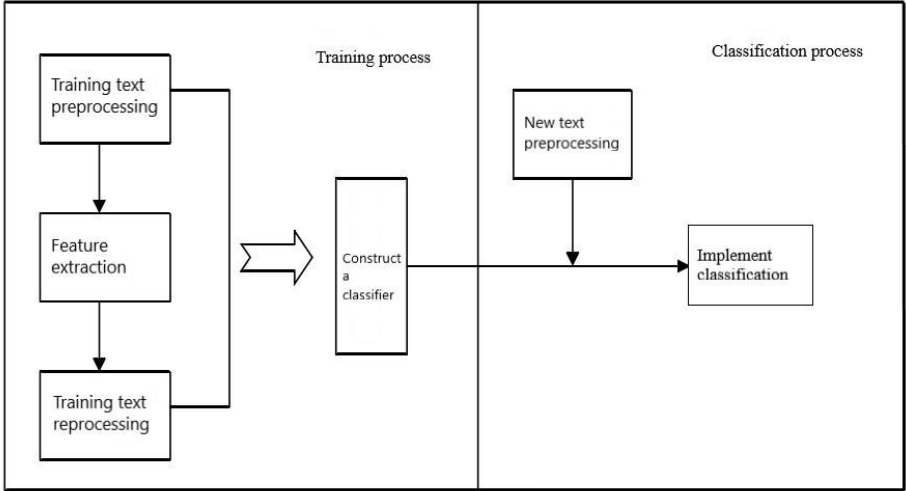 Training process
Training text
preprocessing
Feature
extraction
Training text
reprocessing
Construct
a
classifier
Classification process
New text
preprocessing
Implement
classification